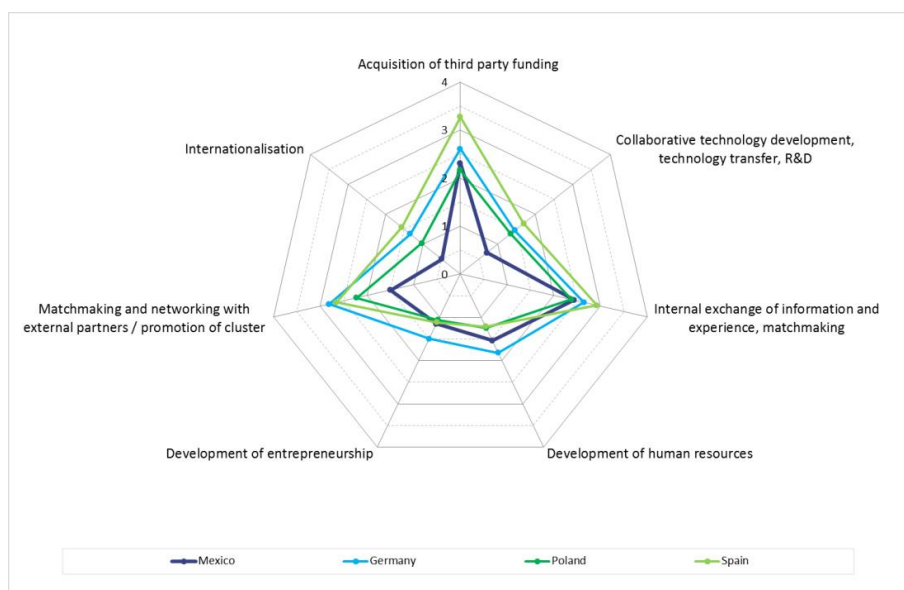 Acquisition of third party funding
4
3
2
1
0
Collaborative technology development,
technology transfer, R&D
Internal exchange of information and
experience, matchmaking
Development of human resources
Development of entrepreneurship
Matchmaking and networking with
external partners / promotion of cluster
Internationalisation
Mexico Germany Poland Spain